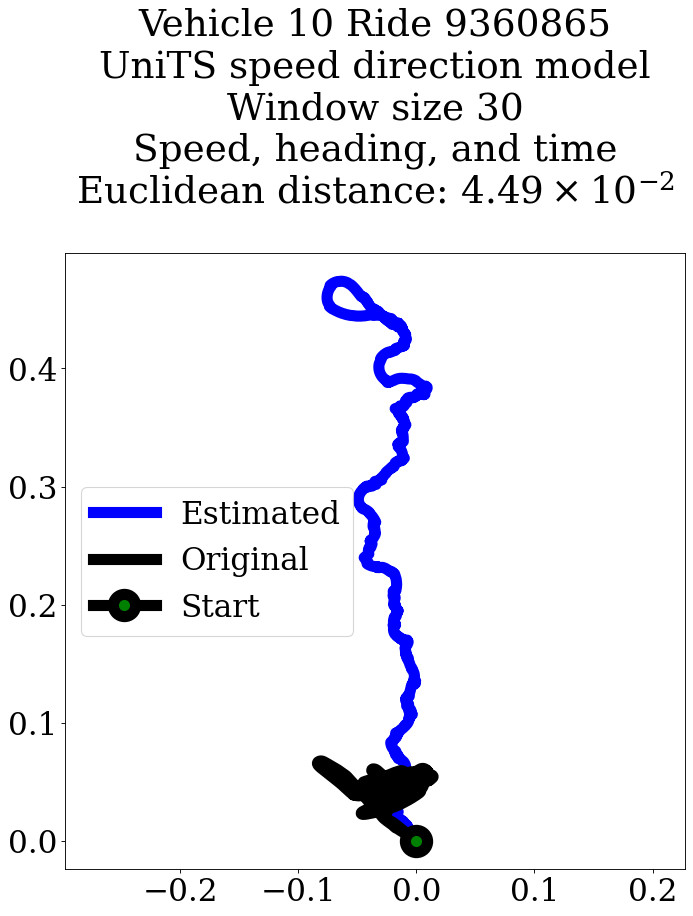 Vehicle 10 Ride 9360865
UniTS speed direction model
Window size 30
Speed, heading, and time
Euclidean distance: 4.49 × 10⁻²
0.4
0.3
Estimated
Original
0.2
Start
0.1
0.0
−0.2 −0.1 0.0 0.1 0.2